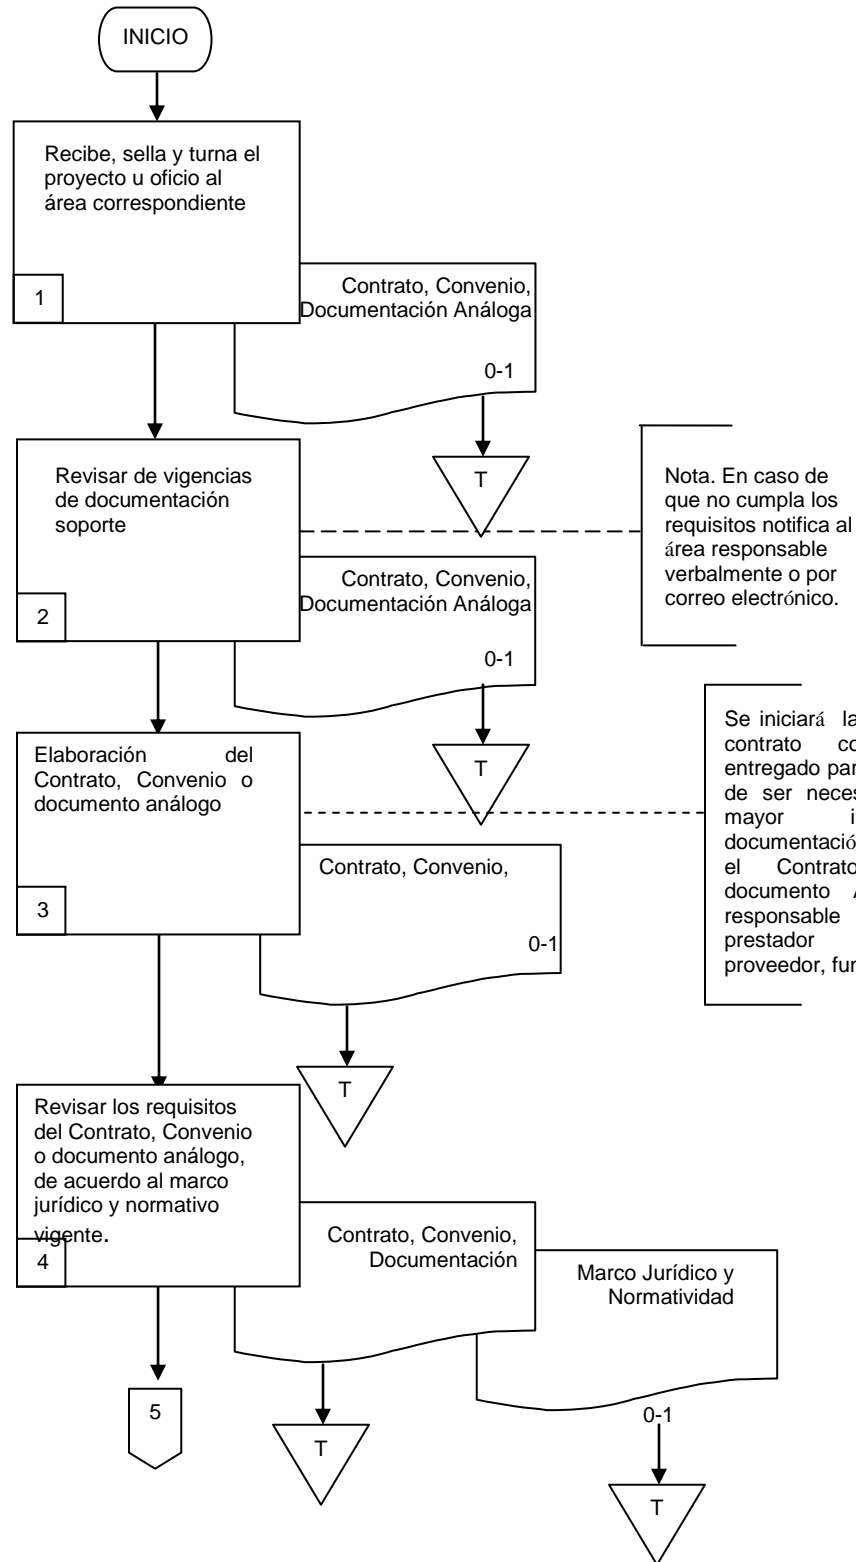 INICIO
Recibe, sella y turna el
proyecto u oficio al
área correspondiente
1
Contrato, Convenio,
Documentación Análoga
0-1
T
Revisar de vigencias
de documentación
soporte
2
Nota. En caso de
que no cumpla los
requisitos notifica al
área responsable
verbalmente o por
correo electrónico.
Contrato, Convenio,
Documentación Análoga
0-1
T
Elaboración del
Contrato, Convenio o
documento análogo
3
Se iniciará la
contrato co
entregado par
de ser neces
mayor i
documentació
el Contrato
documento
responsable
prestador
proveedor, fun
Contrato, Convenio,
0-1
T
Revisar los requisitos
del Contrato, Convenio
o documento análogo,
de acuerdo al marco
jurídico y normativo
vigente.
4
Contrato, Convenio,
Documentación
T
Marco Jurídico y
Normatividad
0-1
T
5